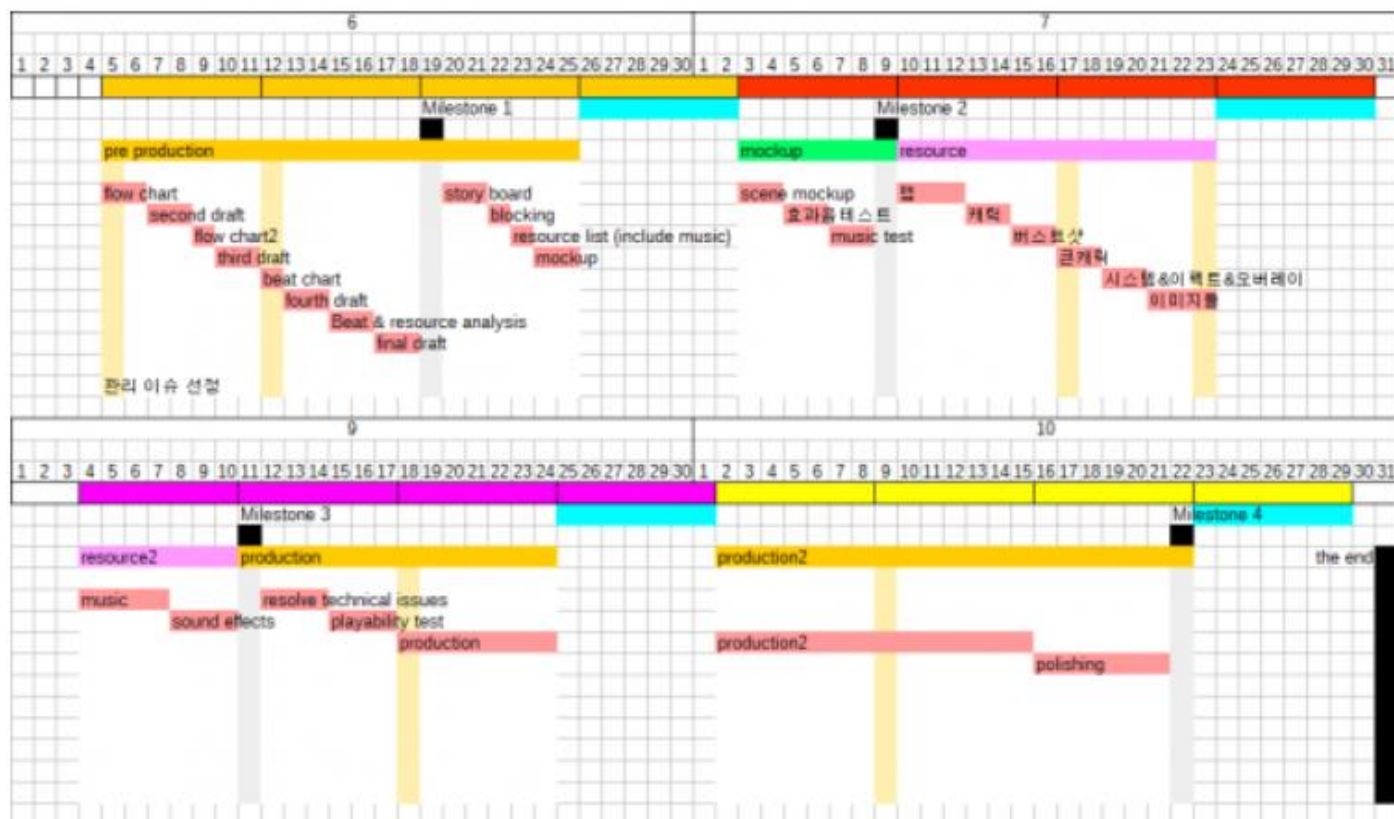 6 7
1 2 3 4 5 6 7 8 9 10 11 12 13 14 15 16 17 18 19 20 21 22 23 24 25 26 27 28 29 30 1 2 3 4 5 6 7 8 9 10 11 12 13 14 15 16 17 18 19 20 21 22 23 24 25 26 27 28 29 30 31
Milestone 1 Milestone 2
pre production mockup resource
flow chart story board scene mockup 맵
second draft blocking 효과음테스트 캐릭
flow chart2 resource list (include music) music test 버스트샷
third draft mockup 큰캐릭
beat chart 시스템&이펙트&오버레이
fourth draft 이미지풀
Beat & resource analysis
final draft
관리 이슈 선정
9 10
1 2 3 4 5 6 7 8 9 10 11 12 13 14 15 16 17 18 19 20 21 22 23 24 25 26 27 28 29 30 1 2 3 4 5 6 7 8 9 10 11 12 13 14 15 16 17 18 19 20 21 22 23 24 25 26 27 28 29 30 31
Milestone 3 Milestone 4
resource2 production production2 the end
music resolve technical issues
sound effects playability test
production production2
polishing